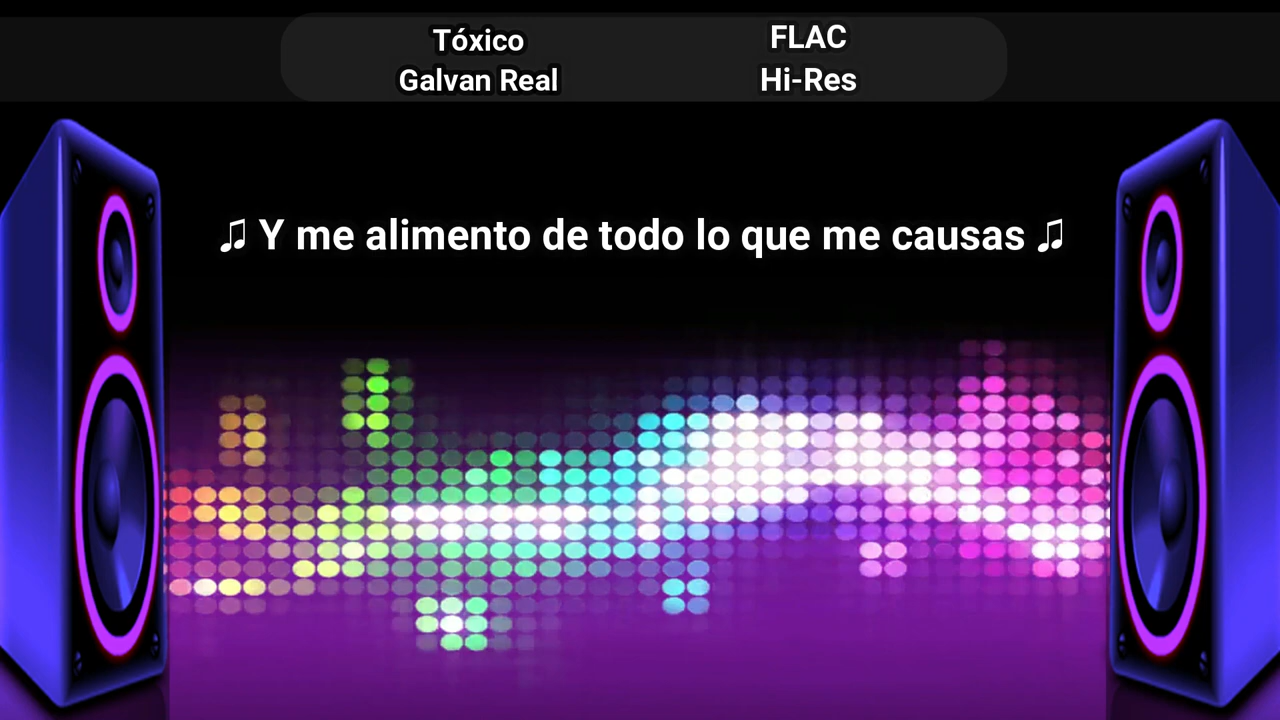 Tóxico
Galvan Real
FLAC
Hi-Res
♫ Y me alimento de todo lo que me causas ♫